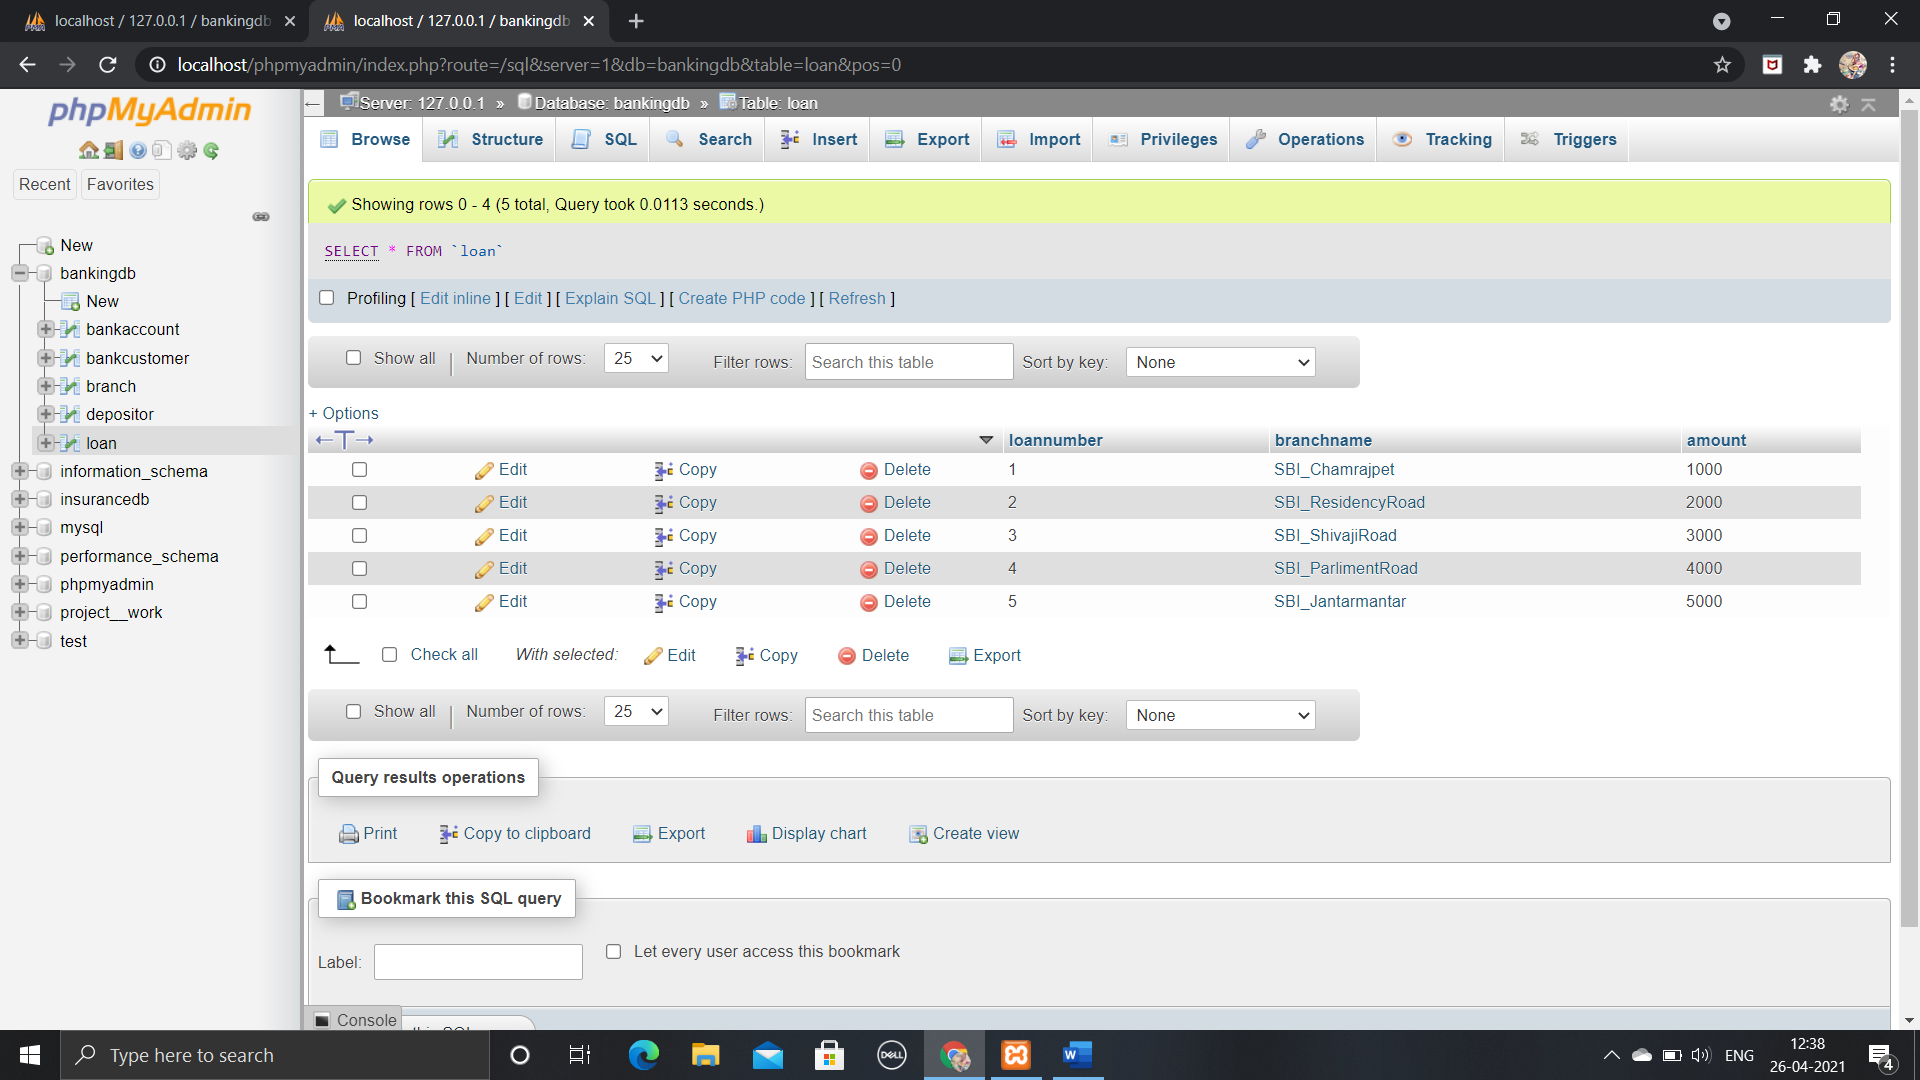 localhost / 127.0.0.1 / bankingdb
localhost / 127.0.0.1 / bankingdb
localhost/phpmyadmin/index.php?route=/sql&server=1&db=bankingdb&table=loan&pos=0
phpMyAdmin
Recent Favorites
New
bankingdb
New
bankaccount
bankcustomer
branch
depositor
loan
information_schema
insurancedb
mysql
performance_schema
phpmyadmin
project__work
test
Server: 127.0.0.1 » Database: bankingdb » Table: loan
Browse Structure SQL Search Insert Export Import Privileges Operations Tracking Triggers
Showing rows 0 - 4 (5 total, Query took 0.0113 seconds.)
SELECT * FROM `loan`
Profiling [ Edit inline ] [ Edit ] [ Explain SQL ] [ Create PHP code ] [ Refresh ]
Show all | Number of rows: 25 Filter rows: Search this table Sort by key: None
+ Options
←T→ loannumber branchname amount
Edit Copy Delete 1 SBI_Chamrajpet 1000
Edit Copy Delete 2 SBI_ResidencyRoad 2000
Edit Copy Delete 3 SBI_ShivajiRoad 3000
Edit Copy Delete 4 SBI_ParlimentRoad 4000
Edit Copy Delete 5 SBI_Jantarmantar 5000
Check all With selected: Edit Copy Delete Export
Show all | Number of rows: 25 Filter rows: Search this table Sort by key: None
Query results operations
Print Copy to clipboard Export Display chart Create view
Bookmark this SQL query
Label: Let every user access this bookmark
Console
Type here to search
DELL
W
ENG
12:38
26-04-2021
4